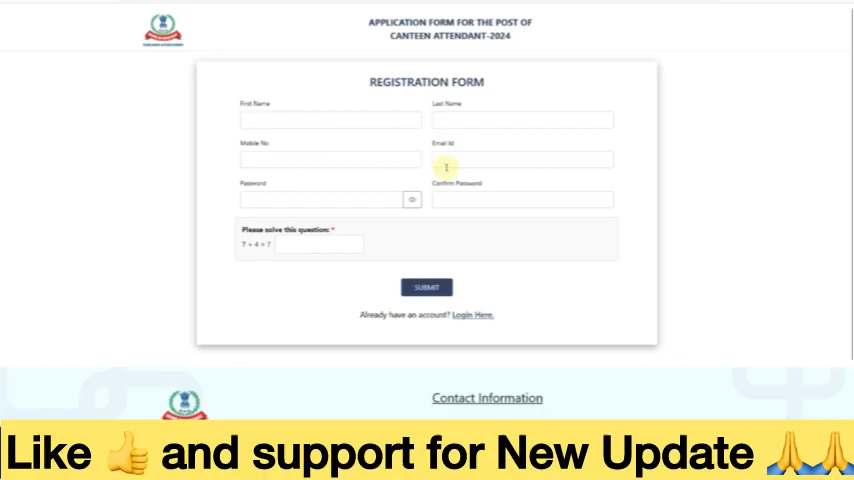 APPLICATION FORM FOR THE POST OF
CANTEEN ATTENDANT-2024
REGISTRATION FORM
First Name
Last Name
Mobile No
Email Id
Password
Confirm Password
Please solve this question: *
7 + 4 = ?
SUBMIT
Already have an account? Login Here.
Contact Information
Like 👍 and support for New Update 🙏🙏